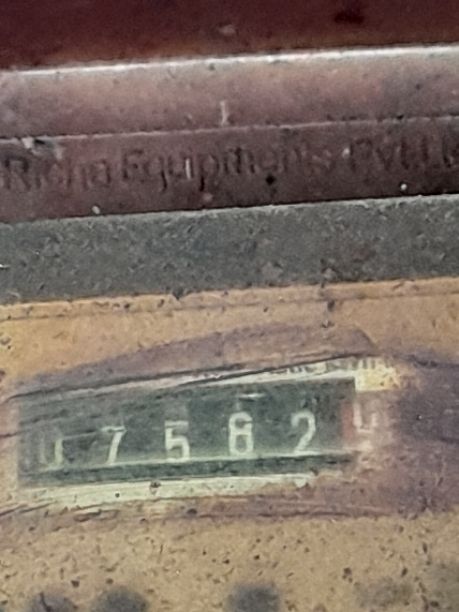 Richa Equipments Pvt.
07582